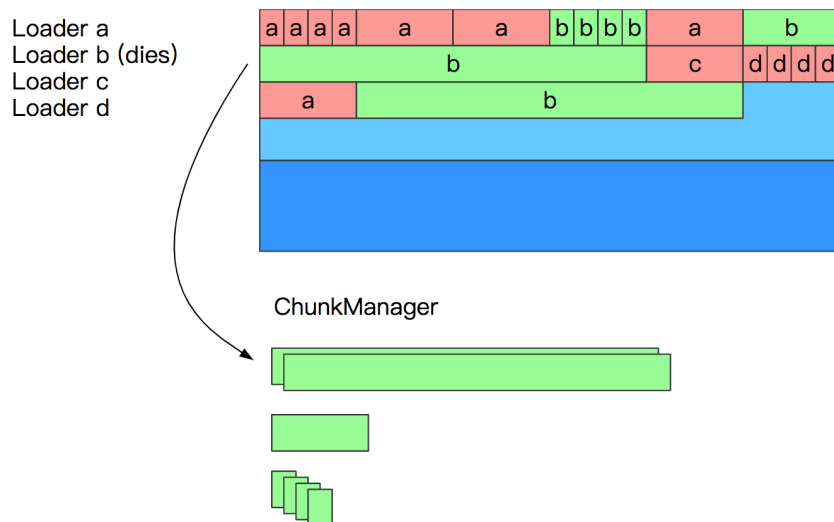 Loader a
Loader b (dies)
Loader c
Loader d
a a a a a a b b b b a b
b c d d d d
a b
ChunkManager